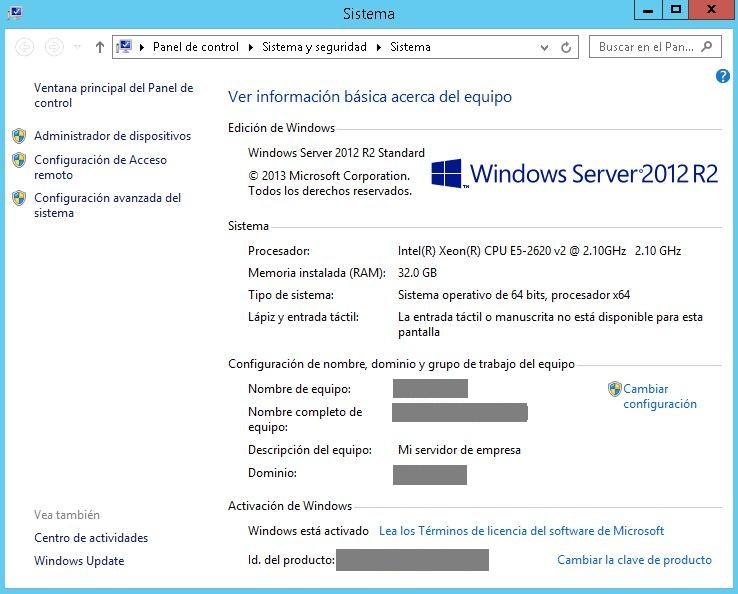 Sistema
Panel de control
Sistema y seguridad
Sistema
Buscar en el Pan...
Ventana principal del Panel de
control
Administrador de dispositivos
Configuración de Acceso
remoto
Configuración avanzada del
sistema
Vea también
Centro de actividades
Windows Update
?
Ver información básica acerca del equipo
Edición de Windows
Windows Server 2012 R2 Standard
© 2013 Microsoft Corporation.
Todos los derechos reservados.
Windows Server® 2012 R2
Sistema
Procesador: Intel(R) Xeon(R) CPU E5-2620 v2 @ 2.10GHz 2.10 GHz
Memoria instalada (RAM): 32.0 GB
Tipo de sistema: Sistema operativo de 64 bits, procesador x64
Lápiz y entrada táctil: La entrada táctil o manuscrita no está disponible para esta
pantalla
Configuración de nombre, dominio y grupo de trabajo del equipo
Nombre de equipo:
Cambiar
configuración
Nombre completo de
equipo:
Descripción del equipo: Mi servidor de empresa
Dominio:
Activación de Windows
Windows está activado Lea los Términos de licencia del software de Microsoft
Id. del producto: Cambiar la clave de producto